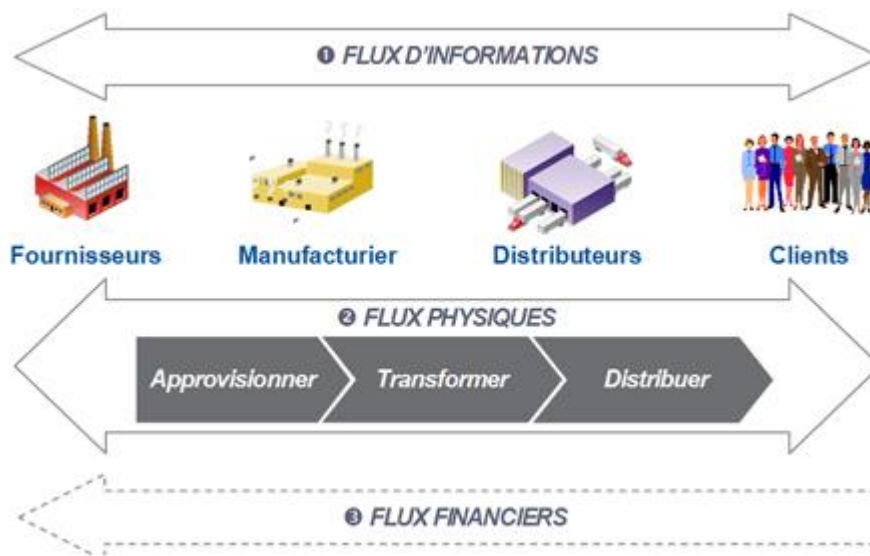 ❶ FLUX D'INFORMATIONS
Fournisseurs Manufacturier Distributeurs Clients
❷ FLUX PHYSIQUES
Approvisionner Transformer Distribuer
❸ FLUX FINANCIERS